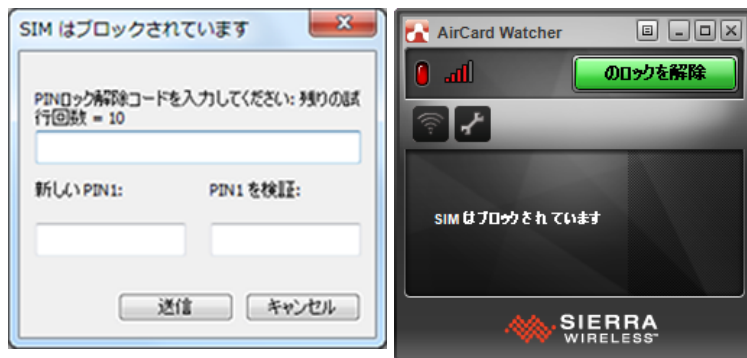 SIM はブロックされています
PINロック解除コードを入力してください: 残りの試
行回数 = 10
新しい PIN1:
PIN1 を検証:
送信
キャンセル
AirCard Watcher
のロックを解除
SIM はブロックされています
SIERRA
WIRELESS™